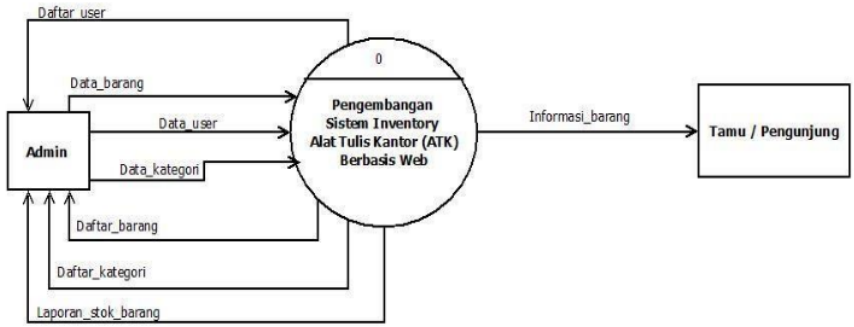 Daftar_user
0
Data_barang
Pengembangan
Sistem Inventory
Alat Tulis Kantor (ATK)
Berbasis Web
Data_user
Informasi_barang
Tamu / Pengunjung
Admin
Data_kategori
Daftar_barang
Daftar_kategori
Laporan_stok_barang